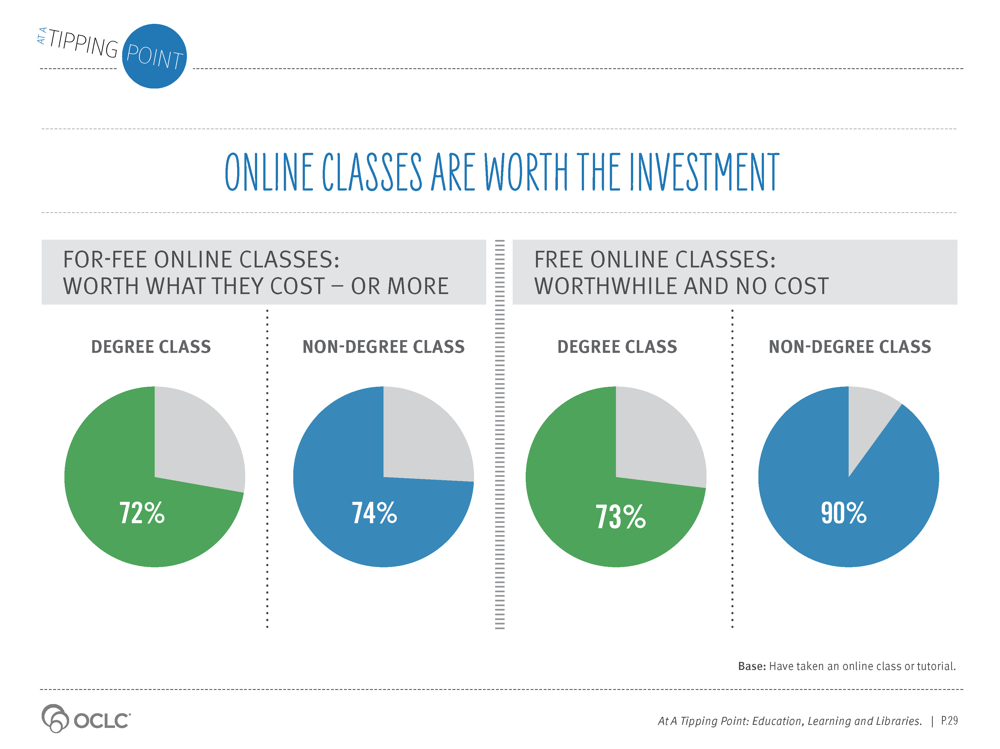 AT A TIPPING POINT
ONLINE CLASSES ARE WORTH THE INVESTMENT
FOR-FEE ONLINE CLASSES:
WORTH WHAT THEY COST – OR MORE
FREE ONLINE CLASSES:
WORTHWHILE AND NO COST
DEGREE CLASS
NON-DEGREE CLASS
DEGREE CLASS
NON-DEGREE CLASS
72%
74%
73%
90%
Base: Have taken an online class or tutorial.
OCLC
At A Tipping Point: Education, Learning and Libraries. | P.29